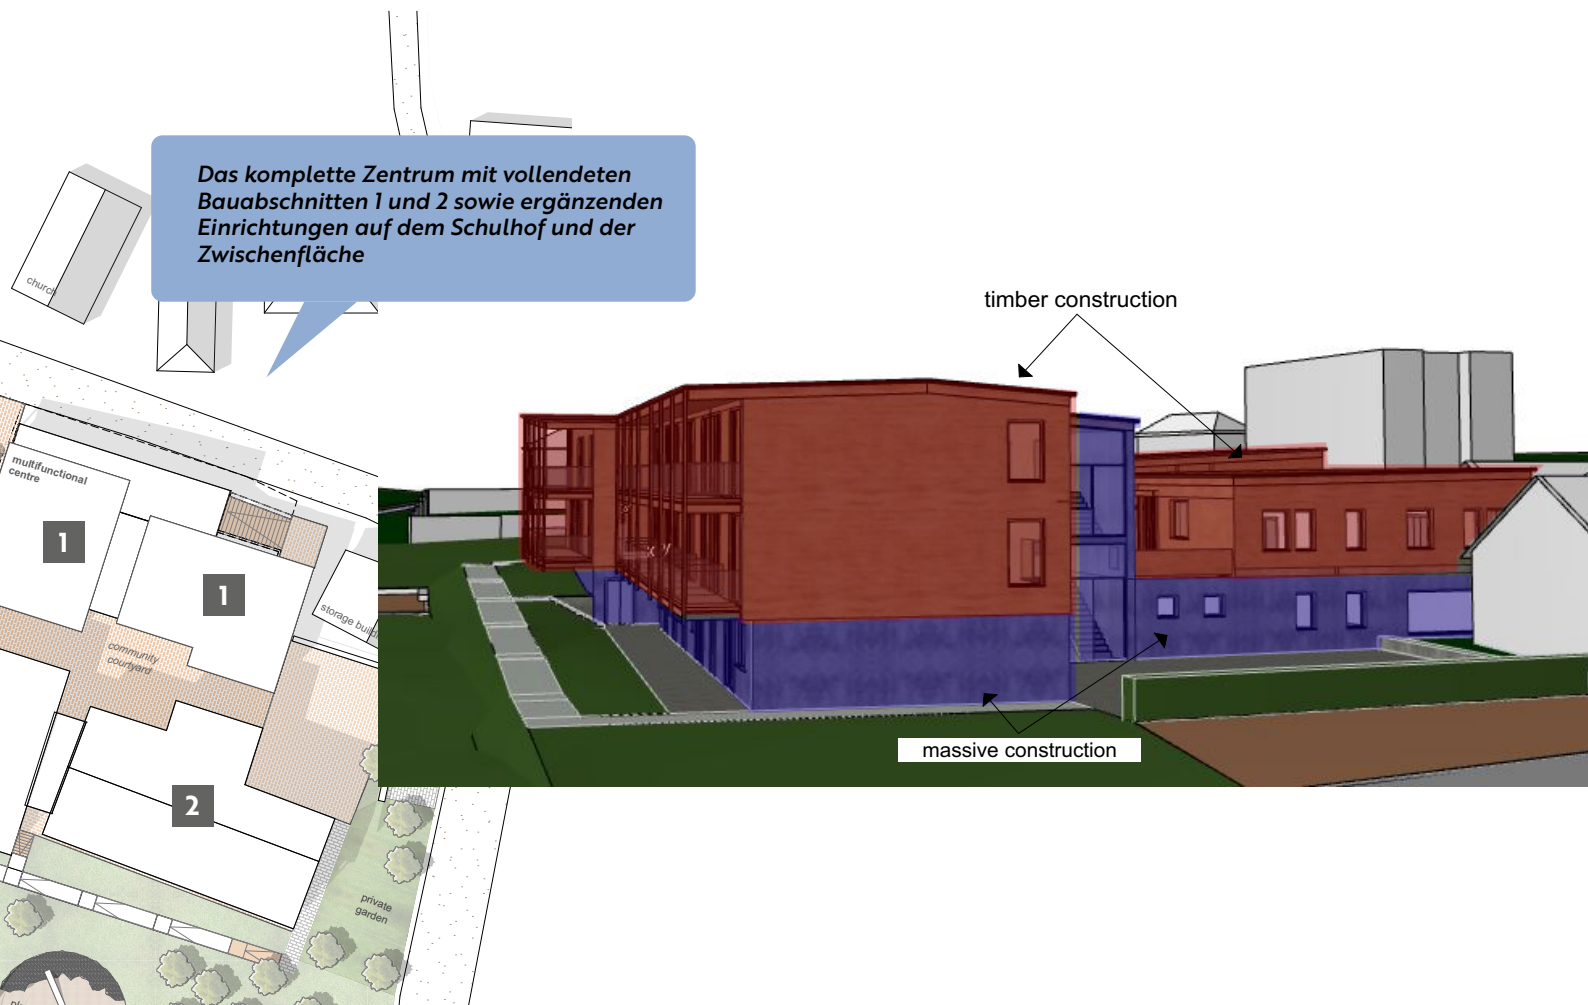 Das komplette Zentrum mit vollendeten
Bauabschnitten 1 und 2 sowie ergänzenden
Einrichtungen auf dem Schulhof und der
Zwischenfläche
church
timber construction
multifunctional
centre
1
1
storage
community
courtyard
massive construction
2
private
garden